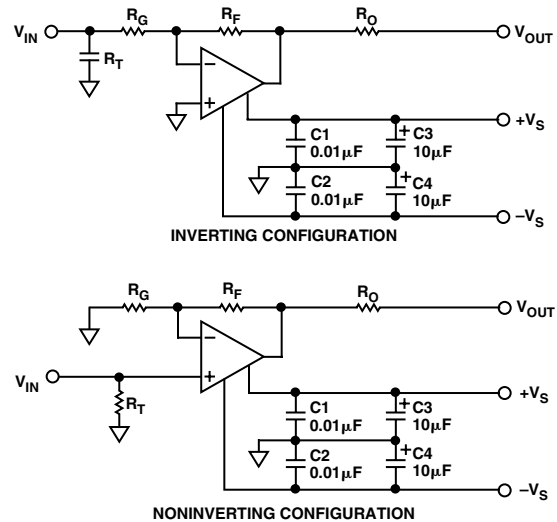 R_G
R_F
R_O
V_IN
V_OUT
R_T
−
+
+V_S
C1
0.01μF
+
C3
10μF
C2
0.01μF
+
C4
10μF
−V_S
INVERTING CONFIGURATION
R_G
R_F
R_O
V_OUT
−
V_IN
+
R_T
+V_S
C1
0.01μF
+
C3
10μF
C2
0.01μF
+
C4
10μF
−V_S
NONINVERTING CONFIGURATION